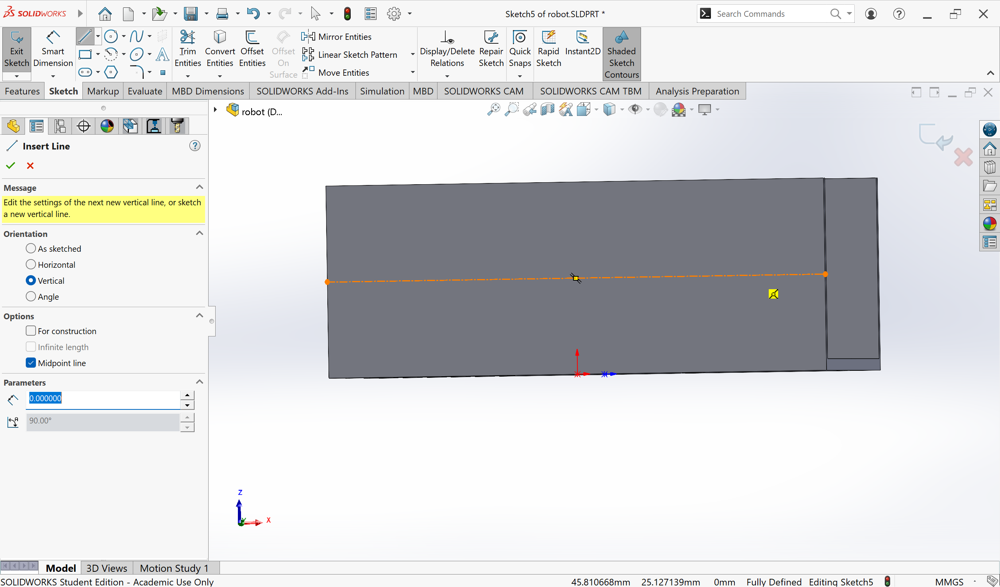 SOLIDWORKS
Sketch5 of robot.SLDPRT *
Search Commands
Exit Sketch
Smart Dimension
Trim Entities
Convert Entities
Offset Entities
Offset On Surface
Mirror Entities
Linear Sketch Pattern
Move Entities
Display/Delete Relations
Repair Sketch
Quick Snaps
Rapid Sketch
Instant2D
Shaded Sketch Contours
Features
Sketch
Markup
Evaluate
MBD Dimensions
SOLIDWORKS Add-Ins
Simulation
MBD
SOLIDWORKS CAM
SOLIDWORKS CAM TBM
Analysis Preparation
robot (D...
Insert Line
Message
Edit the settings of the next new vertical line, or sketch
a new vertical line.
Orientation
As sketched
Horizontal
Vertical
Angle
Options
For construction
Infinite length
Midpoint line
Parameters
0.000000
90.00°
Z
Y
X
Model
3D Views
Motion Study 1
SOLIDWORKS Student Edition - Academic Use Only
45.810668mm
25.127139mm
0mm
Fully Defined
Editing Sketch5
MMGS